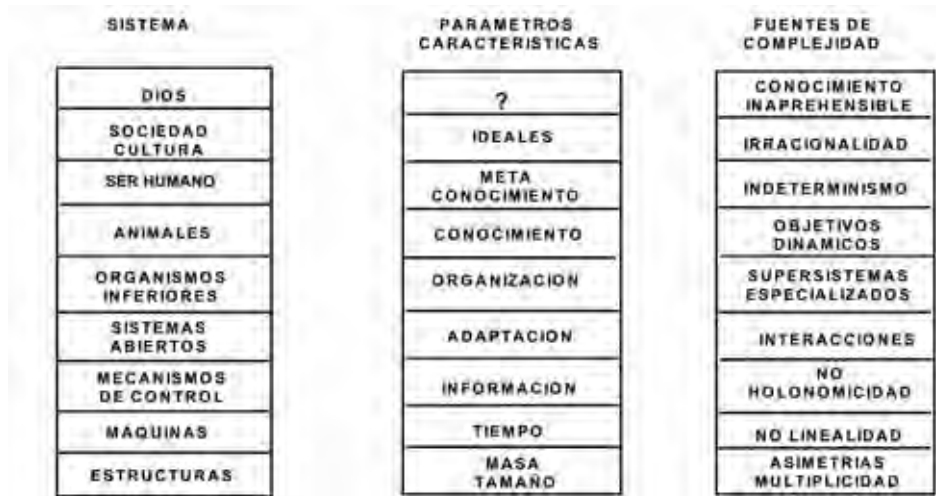 SISTEMA
DIOS
SOCIEDAD
CULTURA
SER HUMANO
ANIMALES
ORGANISMOS
INFERIORES
SISTEMAS
ABIERTOS
MECANISMOS
DE CONTROL
MAQUINAS
ESTRUCTURAS
PARAMETROS
CARACTERISTICAS
?
IDEALES
META
CONOCIMIENTO
CONOCIMIENTO
ORGANIZACION
ADAPTACION
INFORMACION
TIEMPO
MASA
TAMAÑO
FUENTES DE
COMPLEJIDAD
CONOCIMIENTO
INAPREHENSIBLE
IRRACIONALIDAD
INDETERMINISMO
OBJETIVOS
DINAMICOS
SUPERSISTEMAS
ESPECIALIZADOS
INTERACCIONES
NO
HOLONOMICIDAD
NO LINEALIDAD
ASIMETRIAS
MULTIPLICIDAD